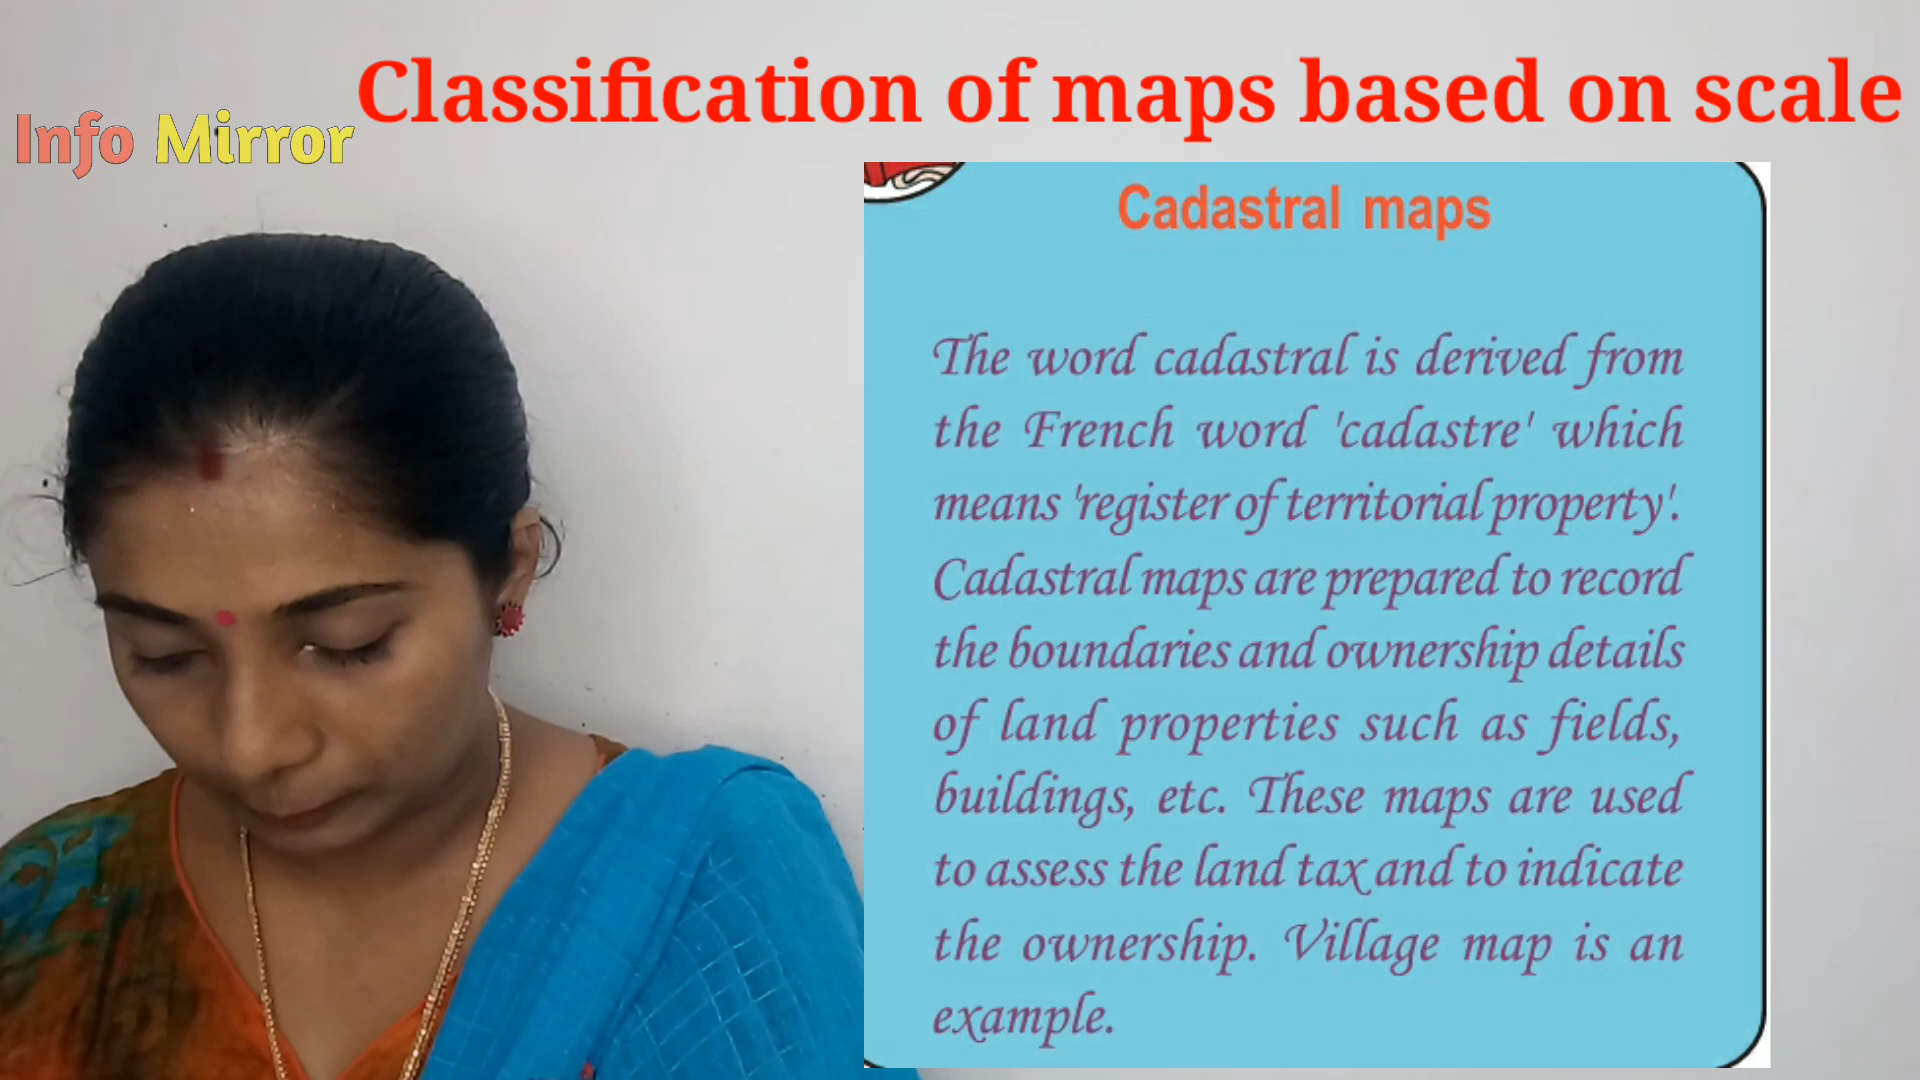 Classification of maps based on scale
Info Mirror
Cadastral maps
The word cadastral is derived from
the French word 'cadastre' which
means 'register of territorial property'.
Cadastral maps are prepared to record
the boundaries and ownership details
of land properties such as fields,
buildings, etc. These maps are used
to assess the land tax and to indicate
the ownership. Village map is an
example.